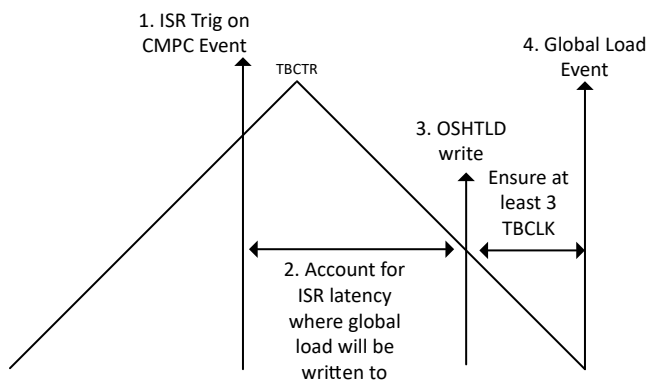 1. ISR Trig on
CMPC Event
TBCTR
2. Account for
ISR latency
where global
load will be
written to
3. OSHTLD
write
Ensure at
least 3
TBCLK
4. Global Load
Event